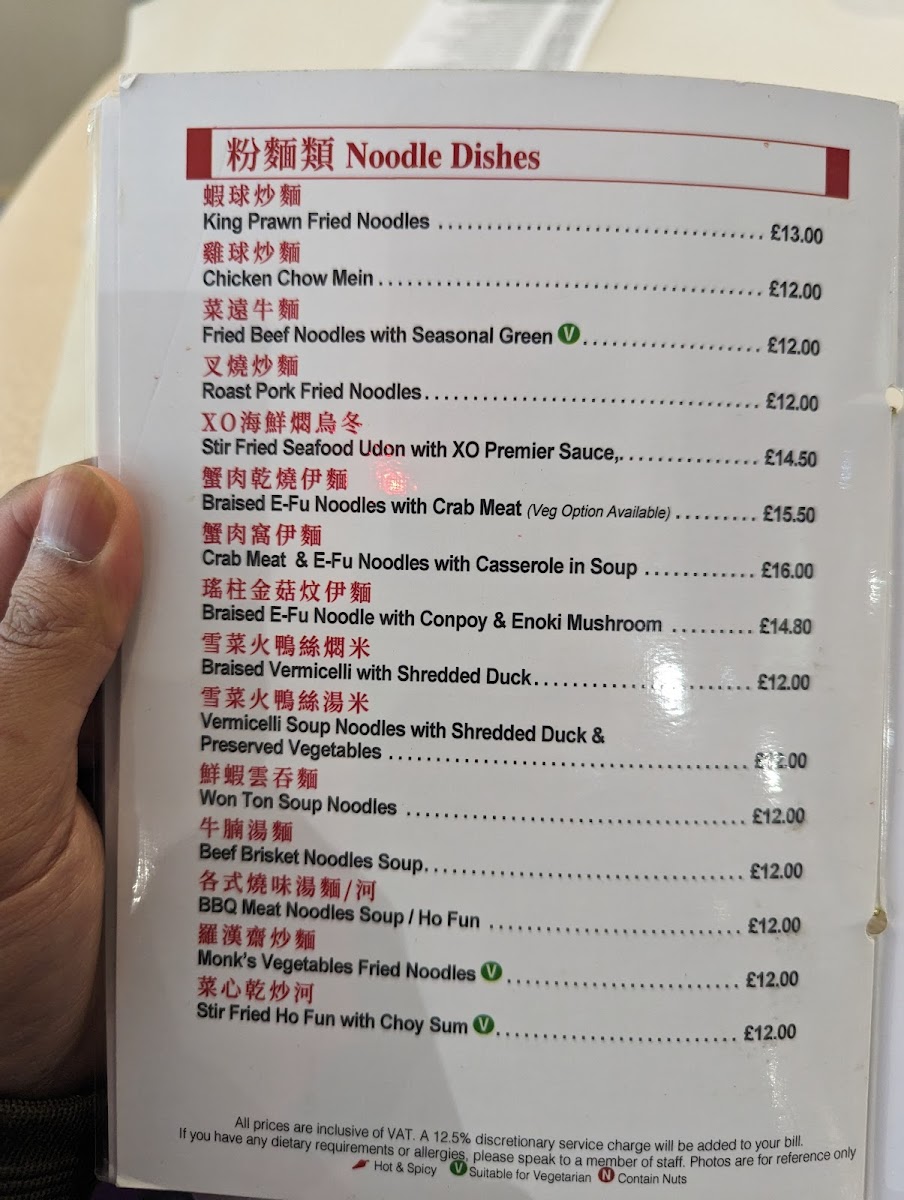 粉麵類 Noodle Dishes
蝦球炒麵
King Prawn Fried Noodles ........................................ £13.00
雞球炒麵
Chicken Chow Mein ........................................ £12.00
菜遠牛麵
Fried Beef Noodles with Seasonal Green V ................... £12.00
叉燒炒麵
Roast Pork Fried Noodles ........................................ £12.00
XO海鮮燜烏冬
Stir Fried Seafood Udon with XO Premier Sauce,................ £14.50
蟹肉乾燒伊麵
Braised E-Fu Noodles with Crab Meat (Veg Option Available) ......... £15.50
蟹肉窩伊麵
Crab Meat & E-Fu Noodles with Casserole in Soup ............ £16.00
瑤柱金菇炆伊麵
Braised E-Fu Noodle with Conpoy & Enoki Mushroom ......... £14.80
雪菜火鴨絲燜米
Braised Vermicelli with Shredded Duck......................... £12.00
雪菜火鴨絲湯米
Vermicelli Soup Noodles with Shredded Duck &
Preserved Vegetables ........................................ £12.00
鮮蝦雲吞麵
Won Ton Soup Noodles ........................................ £12.00
牛腩湯麵
Beef Brisket Noodles Soup........................................ £12.00
各式燒味湯麵/河
BBQ Meat Noodles Soup / Ho Fun .............................. £12.00
羅漢齋炒麵
Monk's Vegetables Fried Noodles V ............................ £12.00
菜心乾炒河
Stir Fried Ho Fun with Choy Sum V ............................. £12.00
All prices are inclusive of VAT. A 12.5% discretionary service charge will be added to your bill.
If you have any dietary requirements or allergies, please speak to a member of staff. Photos are for reference only
Hot & Spicy V Suitable for Vegetarian N Contain Nuts